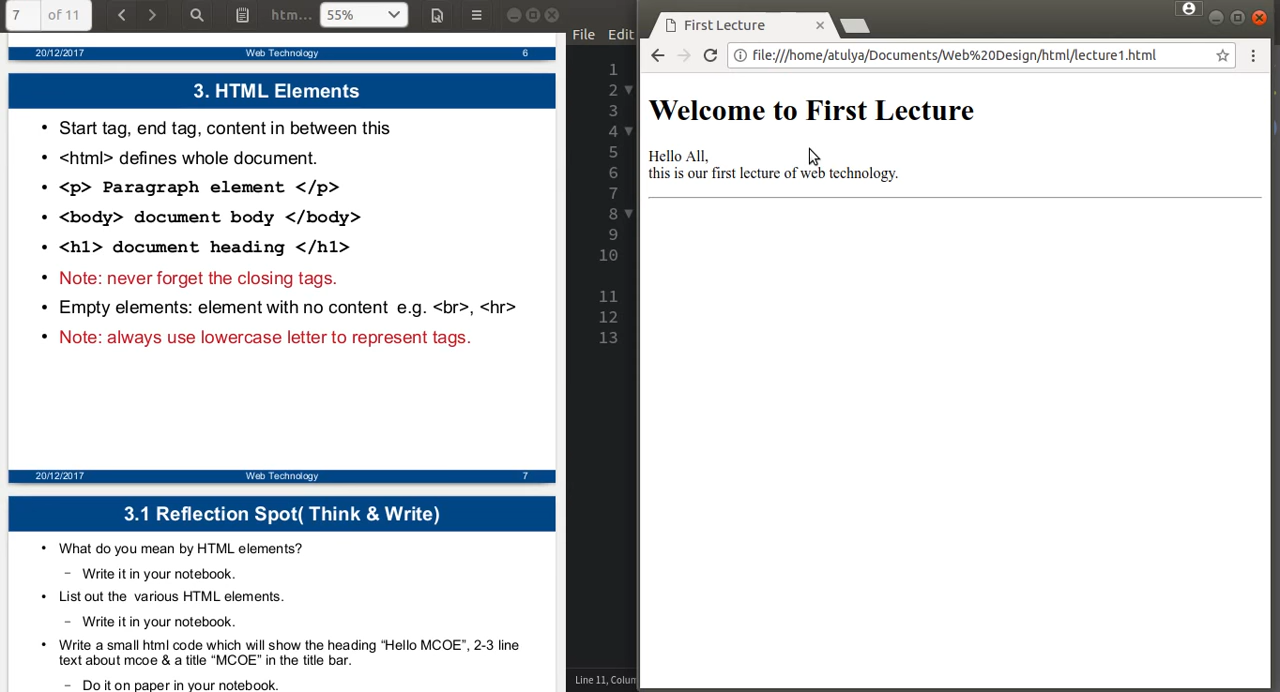 7 of 11 htm... 55%
20/12/2017 Web Technology 6
3. HTML Elements
• Start tag, end tag, content in between this
• <html> defines whole document.
• <p> Paragraph element </p>
• <body> document body </body>
• <h1> document heading </h1>
• Note: never forget the closing tags.
• Empty elements: element with no content e.g. <br>, <hr>
• Note: always use lowercase letter to represent tags.
20/12/2017 Web Technology 7
3.1 Reflection Spot( Think & Write)
• What do you mean by HTML elements?
– Write it in your notebook.
• List out the various HTML elements.
– Write it in your notebook.
• Write a small html code which will show the heading “Hello MCOE”, 2-3 line
text about mcoe & a title “MCOE” in the title bar.
– Do it on paper in your notebook.
File Edit
1
2
3
4
5
6
7
8
9
10
11
12
13
Line 11, Colum
First Lecture
file:///home/atulya/Documents/Web%20Design/html/lecture1.html
Welcome to First Lecture
Hello All,
this is our first lecture of web technology.